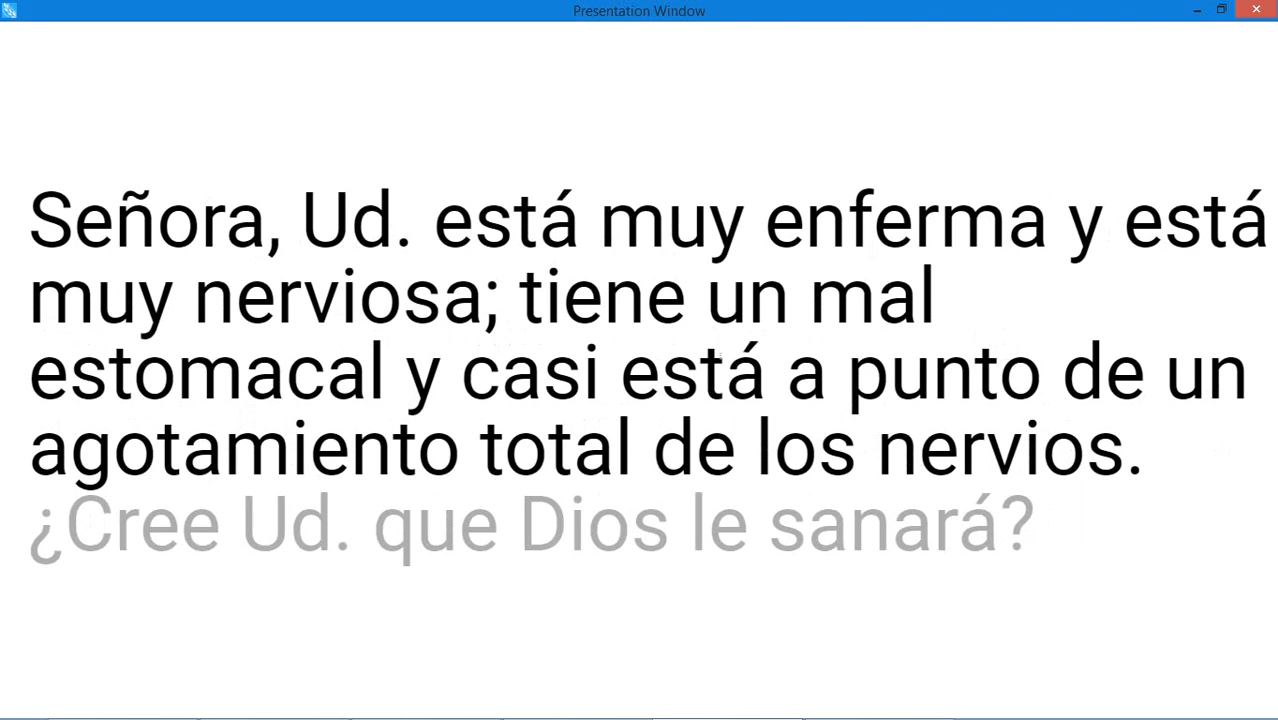 Presentation Window
Señora, Ud. está muy enferma y está
muy nerviosa; tiene un mal
estomacal y casi está a punto de un
agotamiento total de los nervios.
¿Cree Ud. que Dios le sanará?